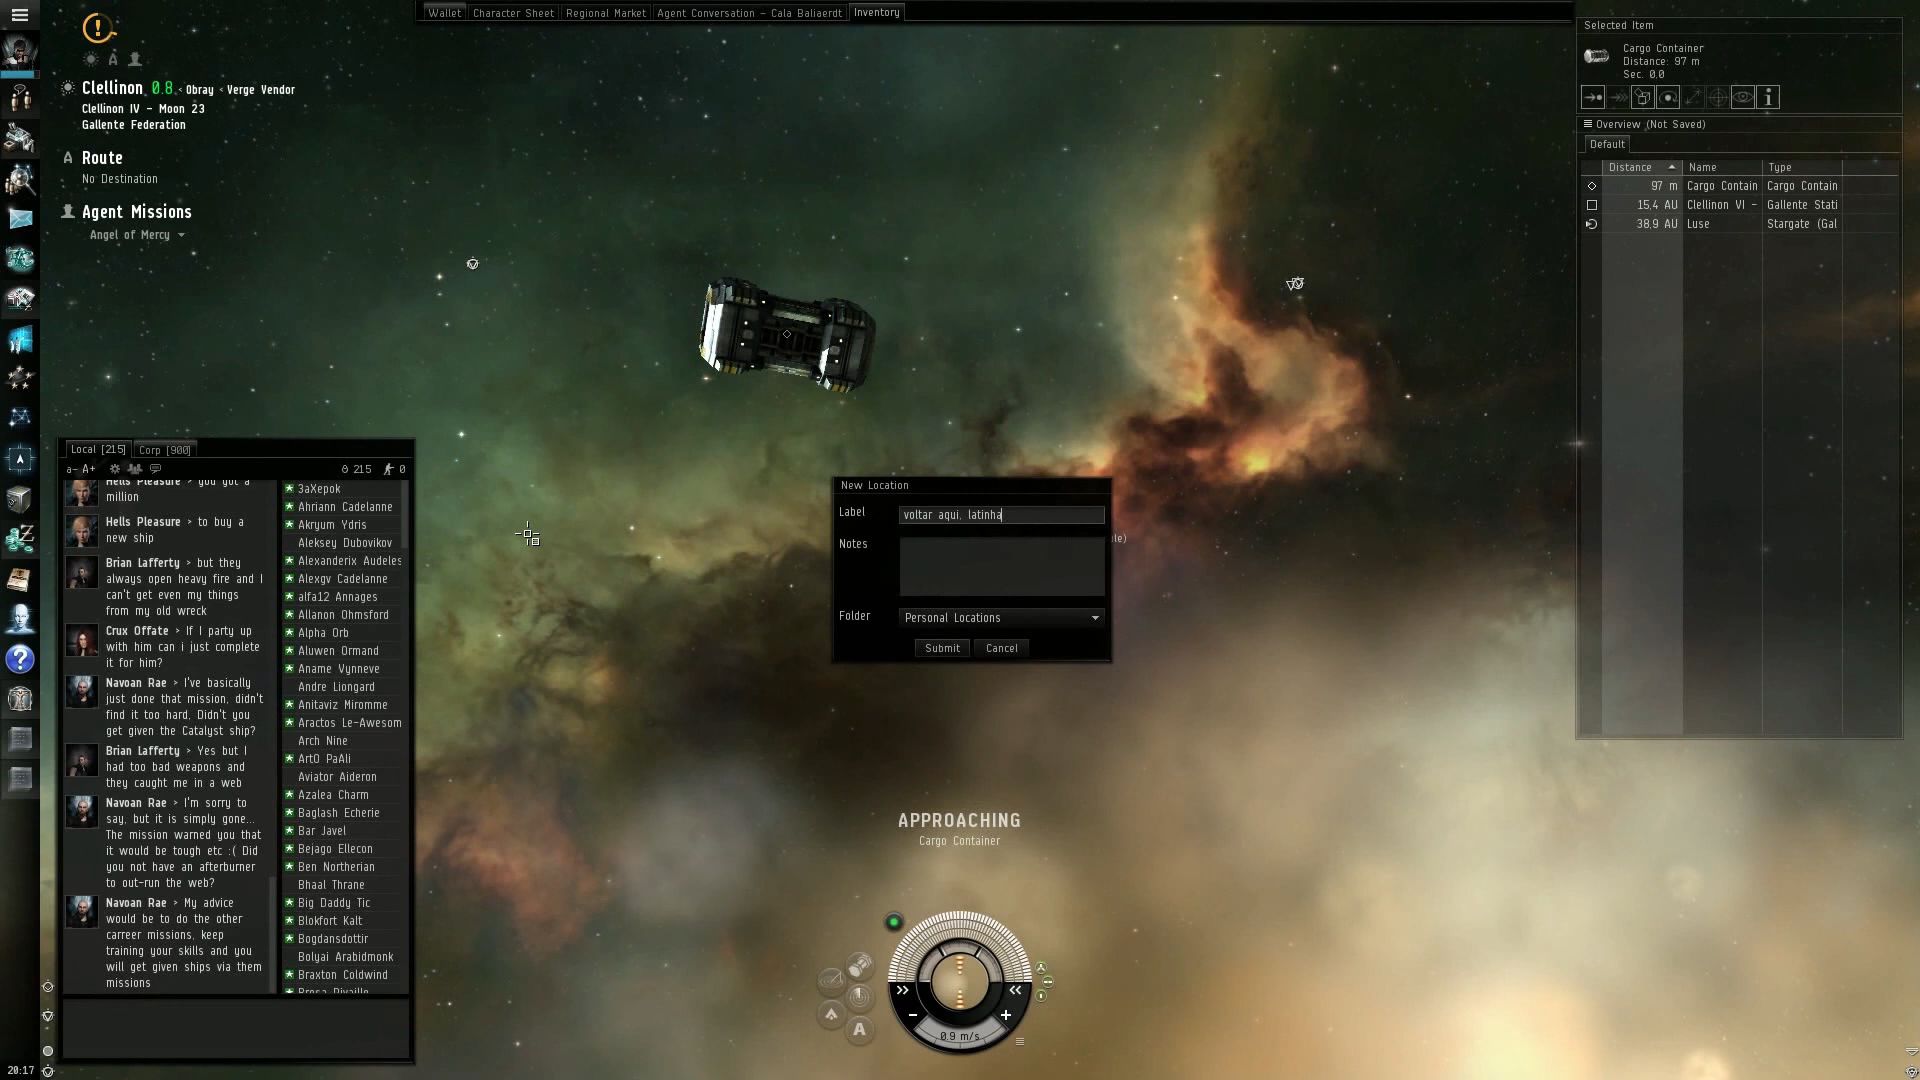 Wallet
Character Sheet
Regional Market
Agent Conversation - Cala Baliaerdt
Inventory
Clellinon 0.8 < Obray < Verge Vendor
Clellinon IV - Moon 23
Gallente Federation
A Route
No Destination
Agent Missions
Angel of Mercy
Selected Item
Cargo Container
Distance: 97 m
Sec. 0.0
Overview (Not Saved)
Default
Distance Name Type
97 m Cargo Contain Cargo Contain
15.4 AU Clellinon VI - Gallente Stati
38.9 AU Luse Stargate (Gal
Local [215]
Corp [900]
a- A+
215
0
Hells Pleasure > you got a
million
Hells Pleasure > to buy a
new ship
Brian Lafferty > but they
always open heavy fire and I
can't get even my things
from my old wreck
Crux Offate > If I party up
with him can i just complete
it for him?
Navoan Rae > I've basically
just done that mission, didn't
find it too hard. Didn't you
get given the Catalyst ship?
Brian Lafferty > Yes but I
had too bad weapons and
they caught me in a web
Navoan Rae > I'm sorry to
say, but it is simply gone...
The mission warned you that
it would be tough etc :( Did
you not have an afterburner
to out-run the web?
Navoan Rae > My advice
would be to do the other
carreer missions, keep
training your skills and you
will get given ships via them
missions
3aXepok
Ahriann Cadelanne
Akryum Ydris
Aleksey Dubovikov
Alexanderix Audeles
Alexgv Cadelanne
alfa12 Annages
Allanon Ohmsford
Alpha Orb
Aluwen Ormand
Aname Vynneve
Andre Liongard
Anitaviz Miromme
Aractos Le-Awesom
Arch Nine
ArtO PaAli
Aviator Aideron
Azalea Charm
Baglash Echerie
Bar Javel
Bejago Ellecon
Ben Northerian
Bhaal Thrane
Big Daddy Tic
Blokfort Kalt
Bogdansdottir
Bolyai Arabidmonk
Braxton Coldwind
New Location
Label voltar aqui, latinha
Notes
Folder Personal Locations
Submit
Cancel
APPROACHING
Cargo Container
0.9 m/s
A
20:17